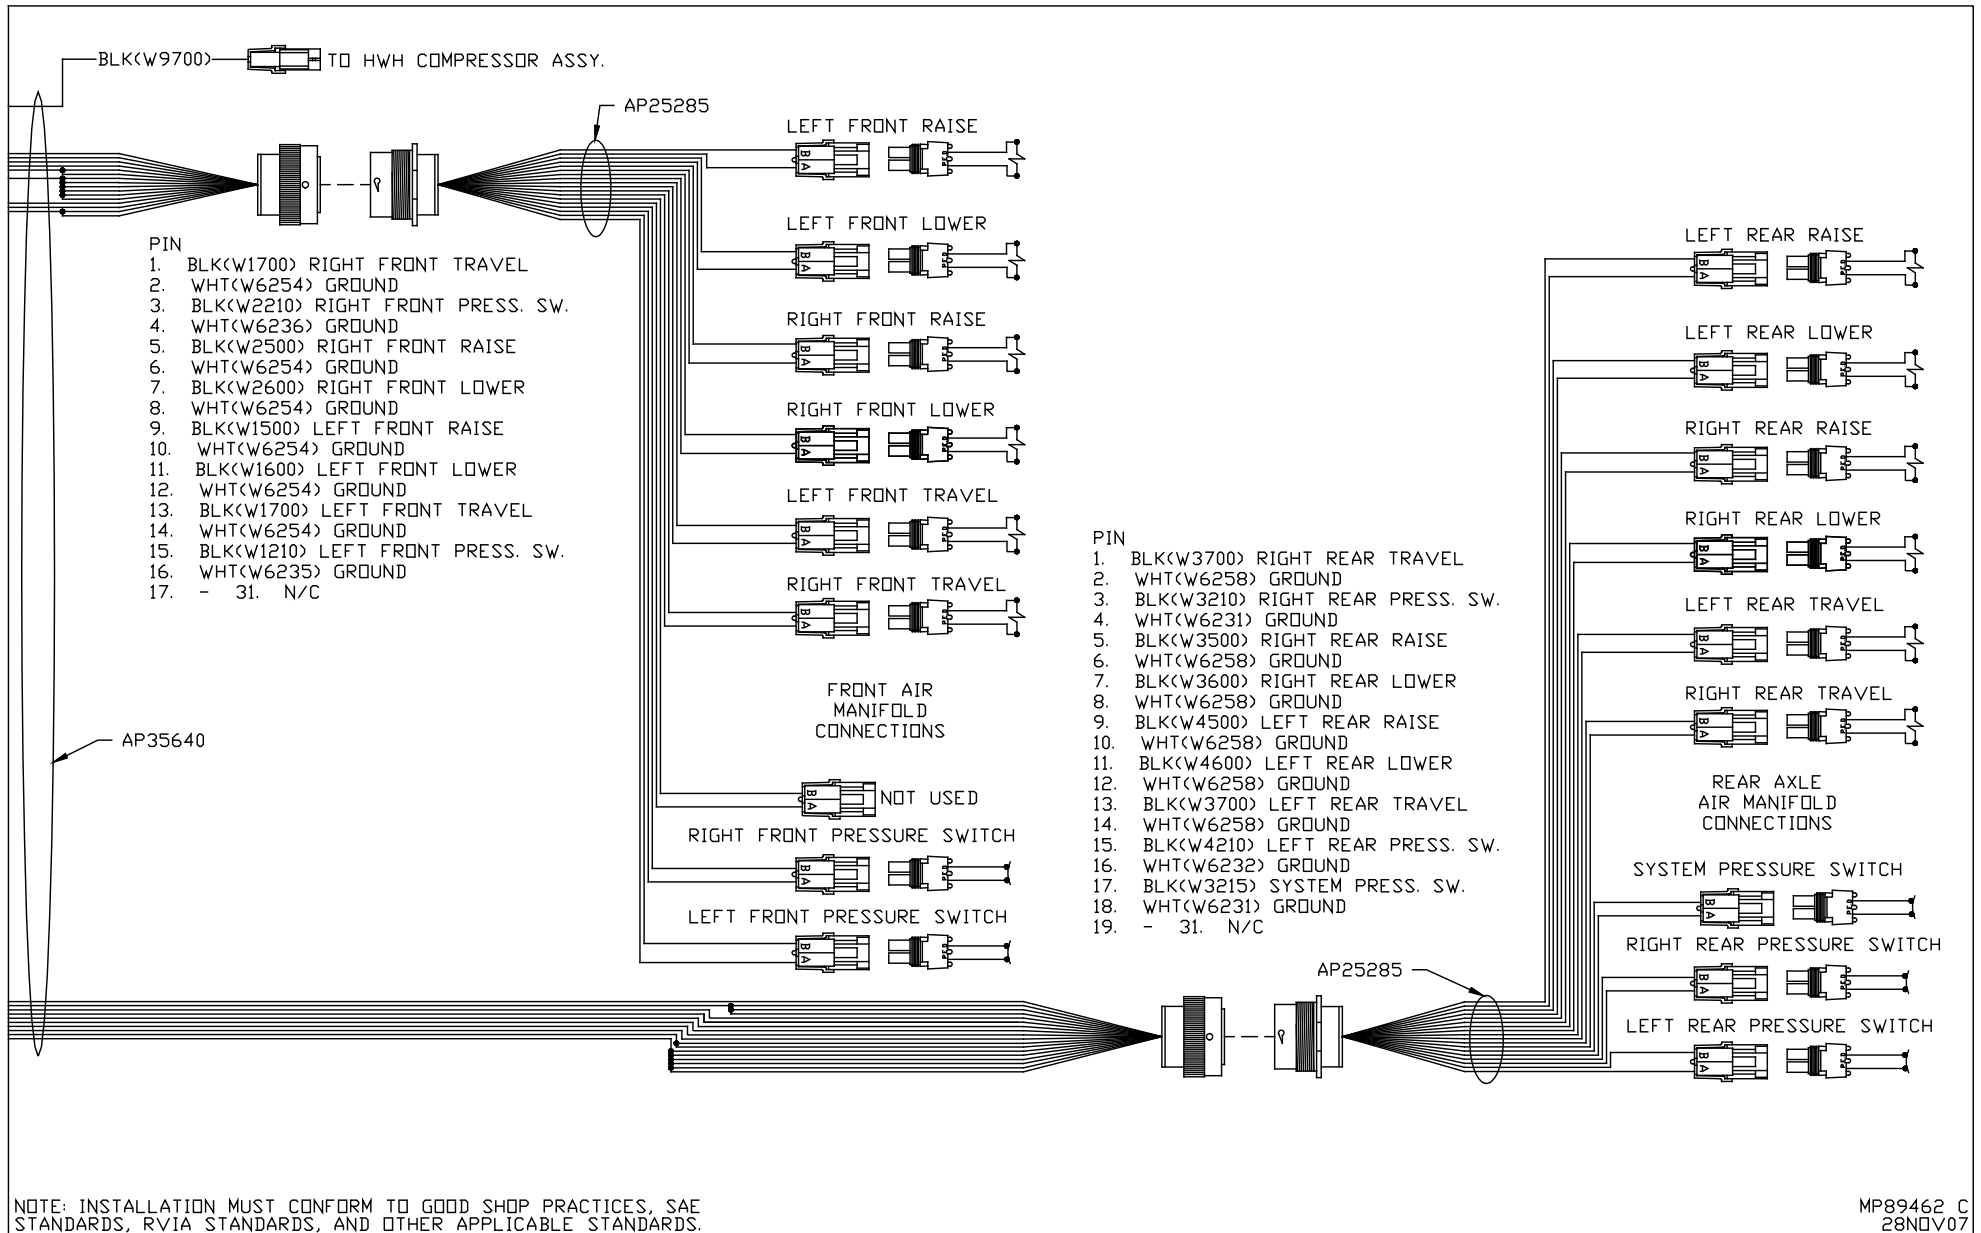 BLK(W9700)
TO HWH COMPRESSOR ASSY.
AP25285
PIN
1. BLK(W1700) RIGHT FRONT TRAVEL
2. WHT(W6254) GROUND
3. BLK(W2210) RIGHT FRONT PRESS. SW.
4. WHT(W6236) GROUND
5. BLK(W2500) RIGHT FRONT RAISE
6. WHT(W6254) GROUND
7. BLK(W2600) RIGHT FRONT LOWER
8. WHT(W6254) GROUND
9. BLK(W1500) LEFT FRONT RAISE
10. WHT(W6254) GROUND
11. BLK(W1600) LEFT FRONT LOWER
12. WHT(W6254) GROUND
13. BLK(W1700) LEFT FRONT TRAVEL
14. WHT(W6254) GROUND
15. BLK(W1210) LEFT FRONT PRESS. SW.
16. WHT(W6235) GROUND
17. - 31. N/C
AP35640
LEFT FRONT RAISE
B
A
LEFT FRONT LOWER
B
A
RIGHT FRONT RAISE
B
A
RIGHT FRONT LOWER
B
A
LEFT FRONT TRAVEL
B
A
RIGHT FRONT TRAVEL
B
A
FRONT AIR
MANIFOLD
CONNECTIONS
B
A
NOT USED
RIGHT FRONT PRESSURE SWITCH
B
A
LEFT FRONT PRESSURE SWITCH
B
A
PIN
1. BLK(W3700) RIGHT REAR TRAVEL
2. WHT(W6258) GROUND
3. BLK(W3210) RIGHT REAR PRESS. SW.
4. WHT(W6231) GROUND
5. BLK(W3500) RIGHT REAR RAISE
6. WHT(W6258) GROUND
7. BLK(W3600) RIGHT REAR LOWER
8. WHT(W6258) GROUND
9. BLK(W4500) LEFT REAR RAISE
10. WHT(W6258) GROUND
11. BLK(W4600) LEFT REAR LOWER
12. WHT(W6258) GROUND
13. BLK(W3700) LEFT REAR TRAVEL
14. WHT(W6258) GROUND
15. BLK(W4210) LEFT REAR PRESS. SW.
16. WHT(W6232) GROUND
17. BLK(W3215) SYSTEM PRESS. SW.
18. WHT(W6231) GROUND
19. - 31. N/C
AP25285
LEFT REAR RAISE
B
A
LEFT REAR LOWER
B
A
RIGHT REAR RAISE
B
A
RIGHT REAR LOWER
B
A
LEFT REAR TRAVEL
B
A
RIGHT REAR TRAVEL
B
A
REAR AXLE
AIR MANIFOLD
CONNECTIONS
SYSTEM PRESSURE SWITCH
B
A
RIGHT REAR PRESSURE SWITCH
B
A
LEFT REAR PRESSURE SWITCH
B
A
NOTE: INSTALLATION MUST CONFORM TO GOOD SHOP PRACTICES, SAE
STANDARDS, RVIA STANDARDS, AND OTHER APPLICABLE STANDARDS.
MP89462 C
28NOV07